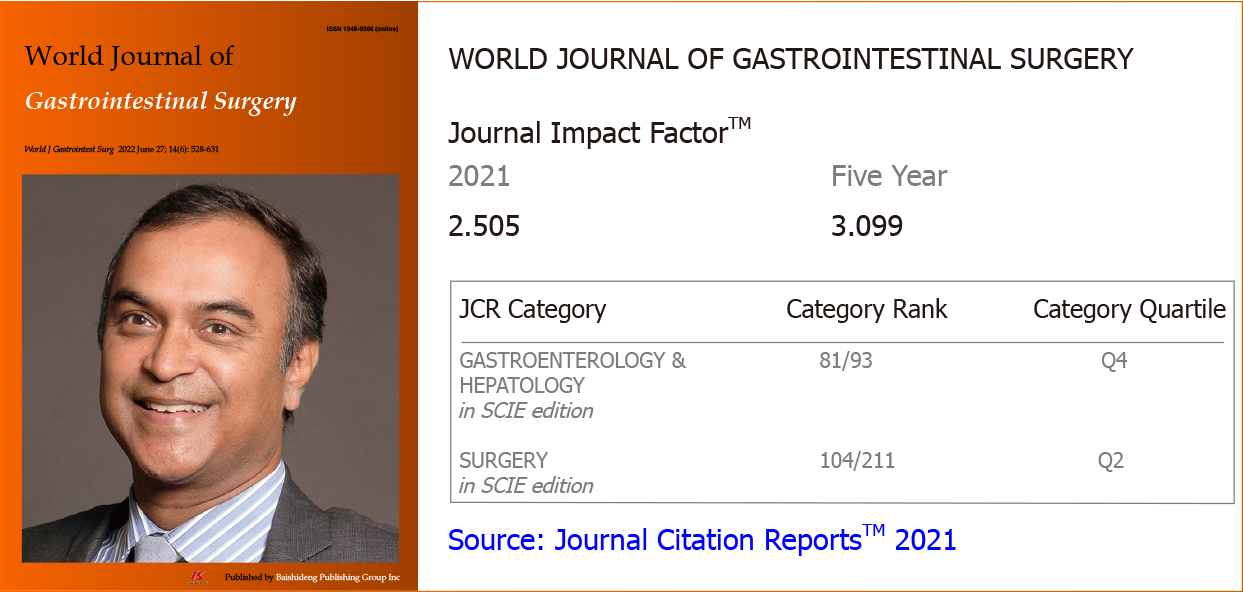 ISSN 1948-9366 (online)
World Journal of
Gastrointestinal Surgery
World J Gastrointest Surg 2022 June 27; 14(6): 528-631
Published by Baishideng Publishing Group Inc
WORLD JOURNAL OF GASTROINTESTINAL SURGERY
Journal Impact Factor™
2021 Five Year
2.505 3.099
JCR Category Category Rank Category Quartile
GASTROENTEROLOGY & 81/93 Q4
HEPATOLOGY
in SCIE edition
SURGERY 104/211 Q2
in SCIE edition
Source: Journal Citation Reports™ 2021